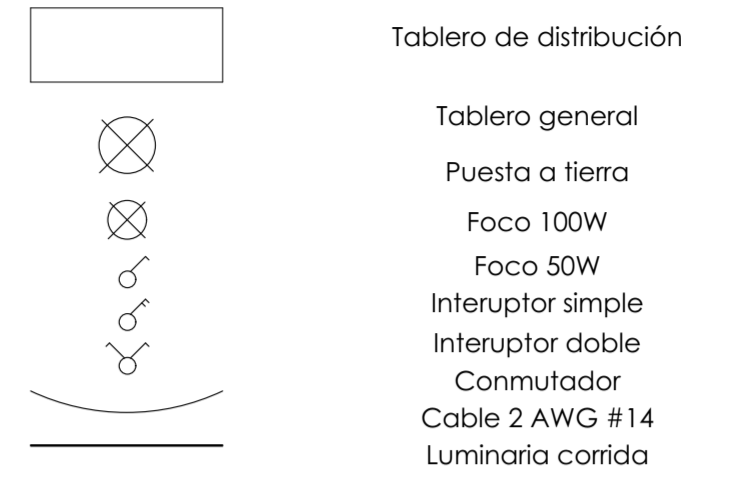 Tablero de distribución
Tablero general
Puesta a tierra
Foco 100W
Foco 50W
Interuptor simple
Interuptor doble
Conmutador
Cable 2 AWG #14
Luminaria corrida